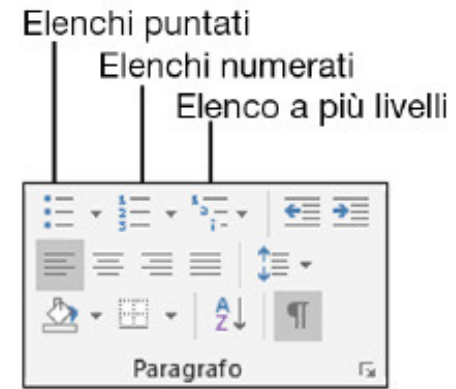 Elenchi puntati
Elenchi numerati
Elenco a più livelli
Paragrafo